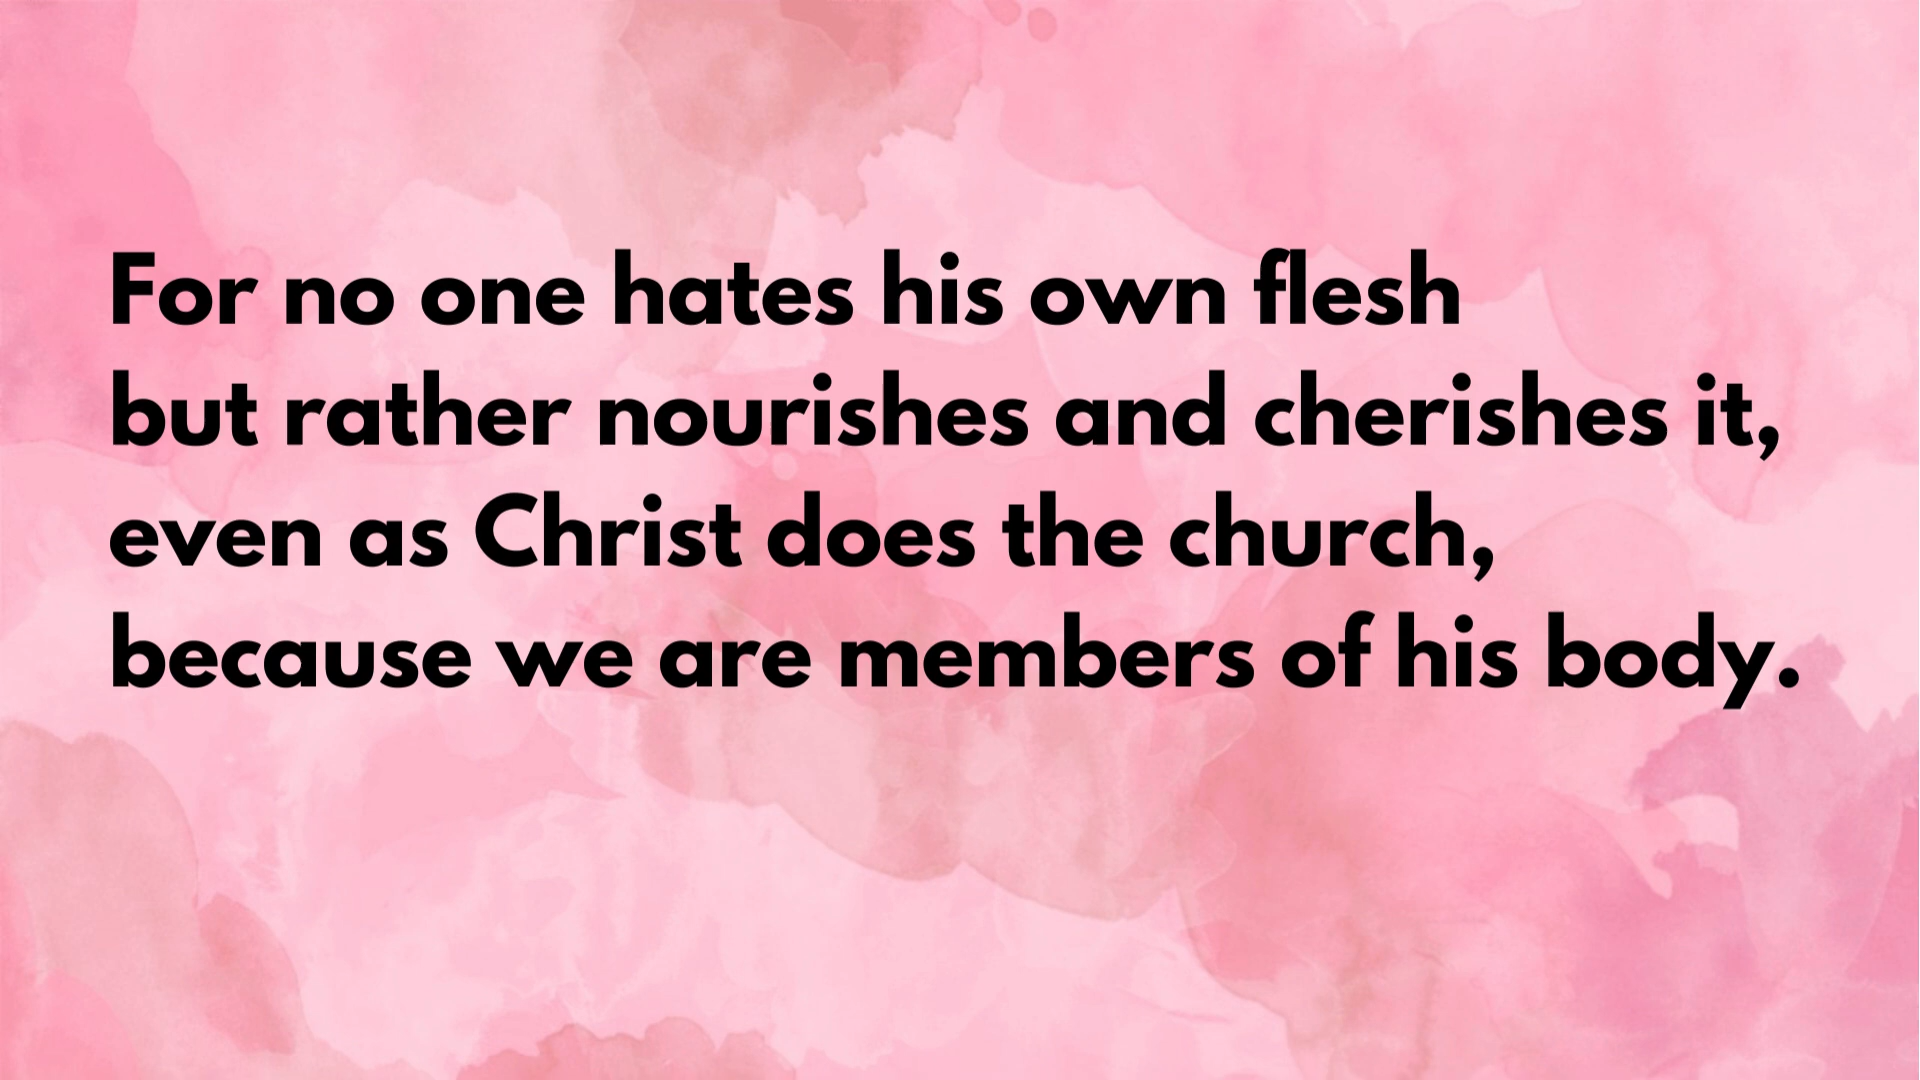 For no one hates his own flesh
but rather nourishes and cherishes it,
even as Christ does the church,
because we are members of his body.